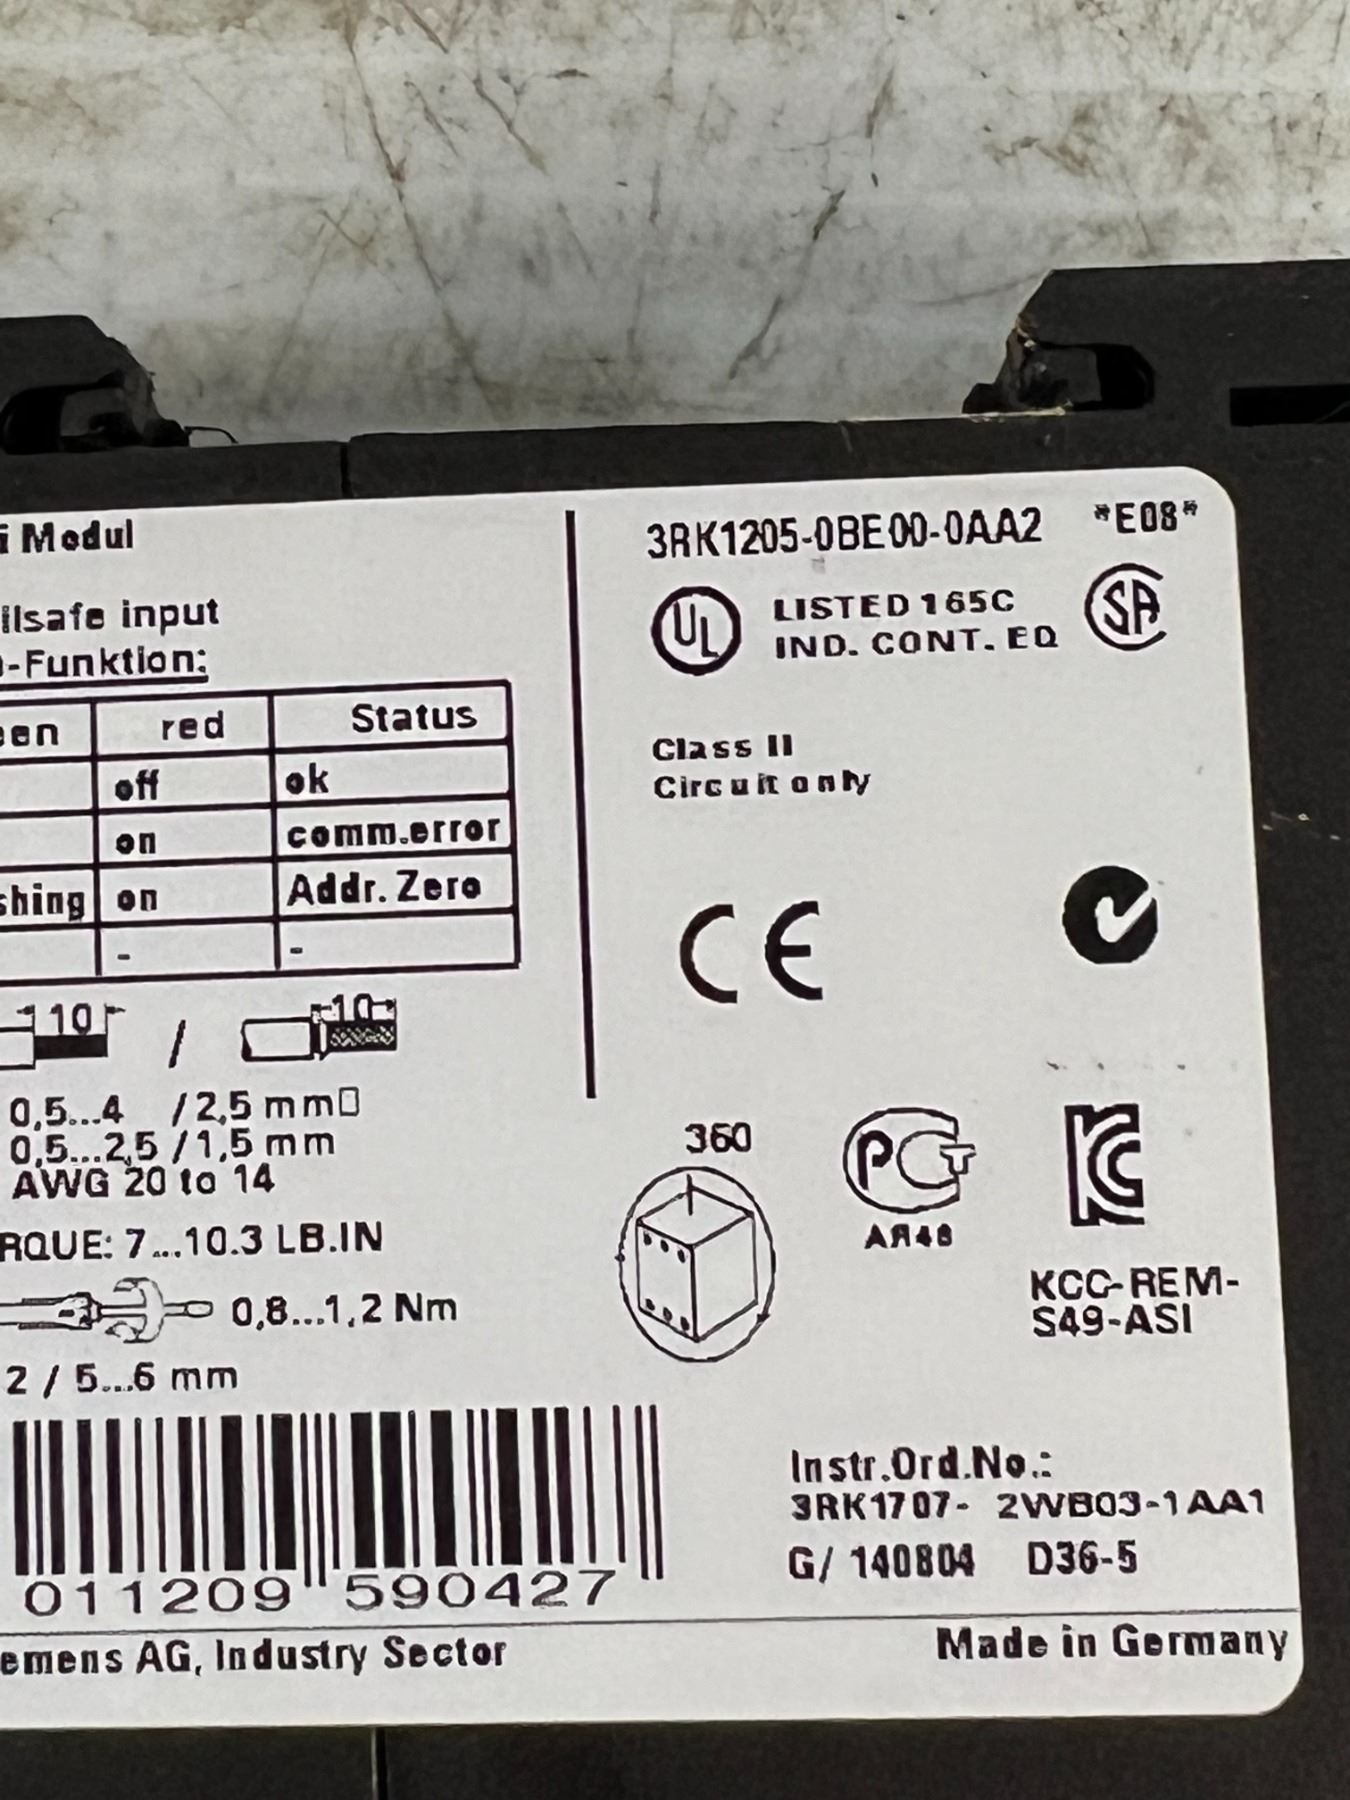 i Modul
ilsafe input
-Funktion:
een red Status
off ok
on comm.error
shing on Addr. Zero
- -
10 / 10
0,5...4 / 2,5 mm□
0,5...2,5 / 1,5 mm
AWG 20 to 14
RQUE: 7...10.3 LB.IN
0,8...1,2 Nm
2 / 5...6 mm
011209 590427
emens AG, Industry Sector
3RK1205-0BE00-0AA2 *E08*
UL LISTED 165C SA
IND. CONT. EQ
Class II
Circuit only
CE
360
PCT
KC
KCC-REM-
S49-ASI
Instr.Ord.No.:
3RK1707- 2WB03-1AA1
G/ 140804 D36-5
Made in Germany